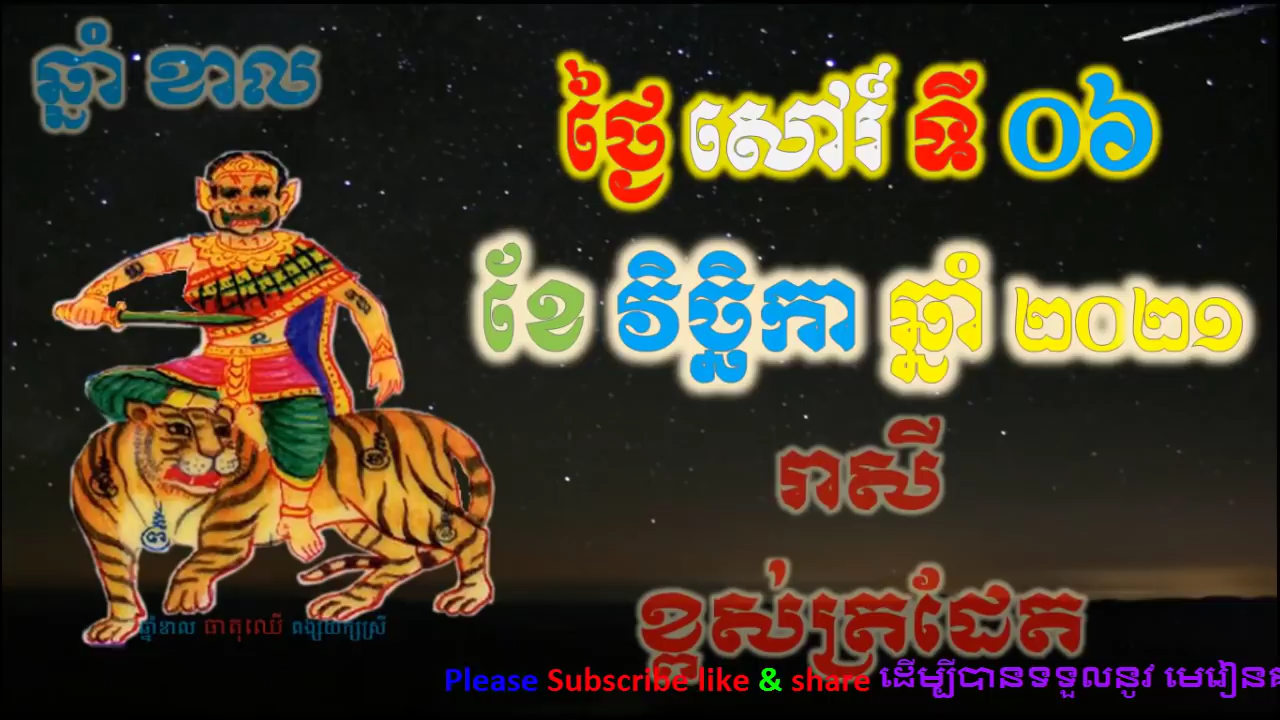 ឆ្នាំ ខាល
ថ្ងៃ សៅរ៍ ទី ០៦
ខែ វិច្ឆិកា ឆ្នាំ ២០២១
រាសី
ខ្ពស់ត្រដែត
ឆ្នាំខាល ធាតុឈើ ពង្សយក្សស្រី
Please Subscribe like & share ដើម្បីបានទទួលនូវ មេរៀន